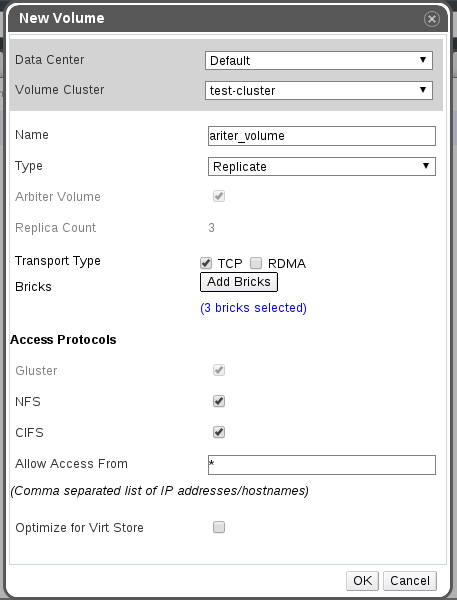 New Volume
Data Center Default
Volume Cluster test-cluster
Name ariter_volume
Type Replicate
Arbiter Volume
Replica Count 3
Transport Type TCP RDMA
Bricks Add Bricks
(3 bricks selected)
Access Protocols
Gluster
NFS
CIFS
Allow Access From *
(Comma separated list of IP addresses/hostnames)
Optimize for Virt Store
OK Cancel